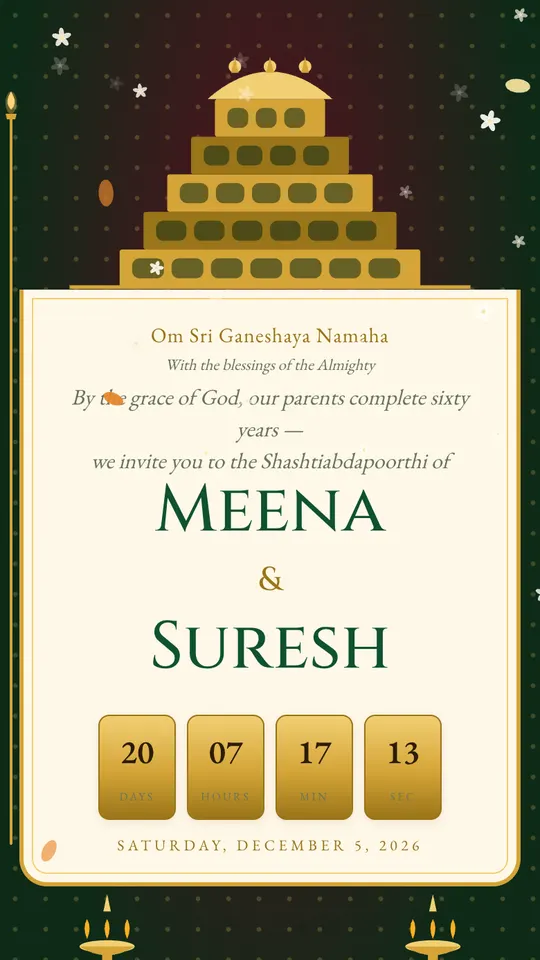 Om Sri Ganeshaya Namaha
With the blessings of the Almighty
By the grace of God, our parents complete sixty
years —
we invite you to the Shashtiabdapoorthi of
MEENA
&
SURESH
20 07 17 13
DAYS HOURS MIN SEC
SATURDAY, DECEMBER 5, 2026